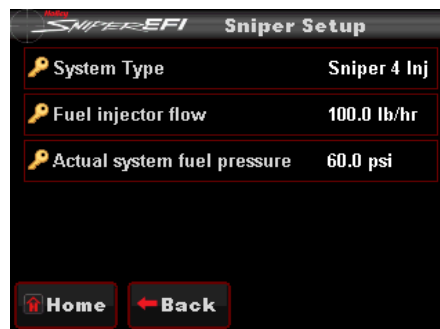 Holley
SNIPER EFI Sniper Setup
System Type Sniper 4 Inj
Fuel injector flow 100.0 lb/hr
Actual system fuel pressure 60.0 psi
Home Back